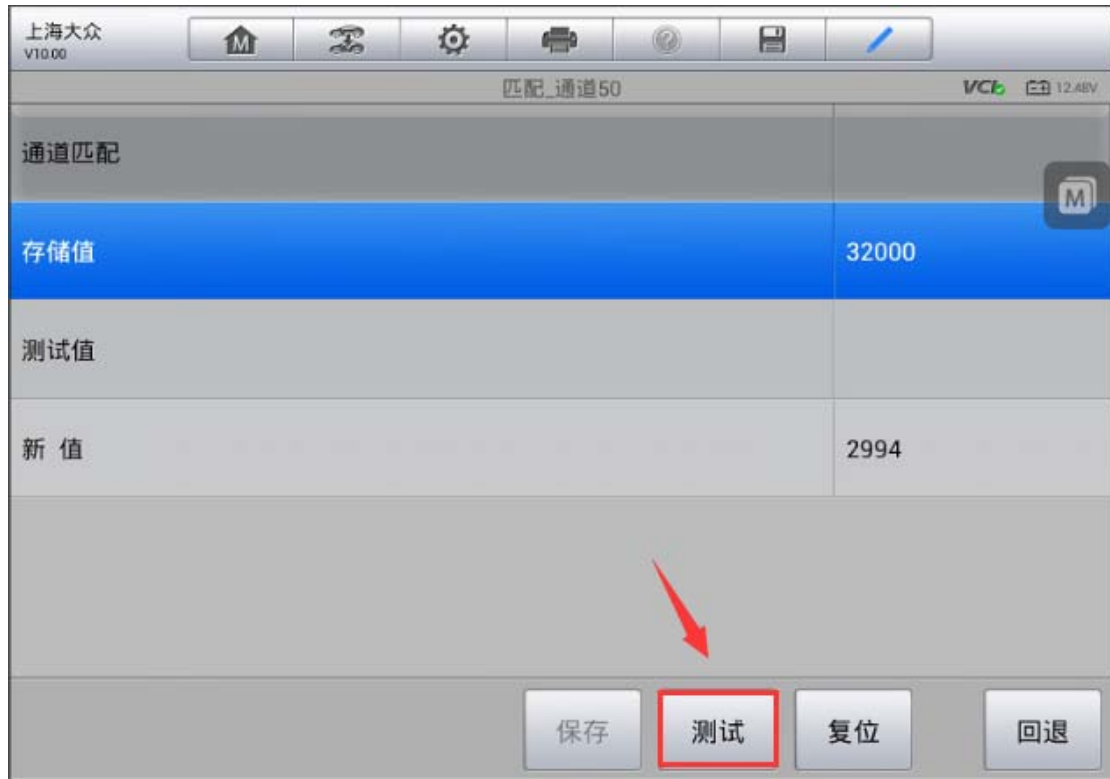 上海大众
V10.00
M
匹配_通道50
VCI 12.48V
通道匹配
M
存储值 32000
测试值
新 值 2994
保存 测试 复位 回退